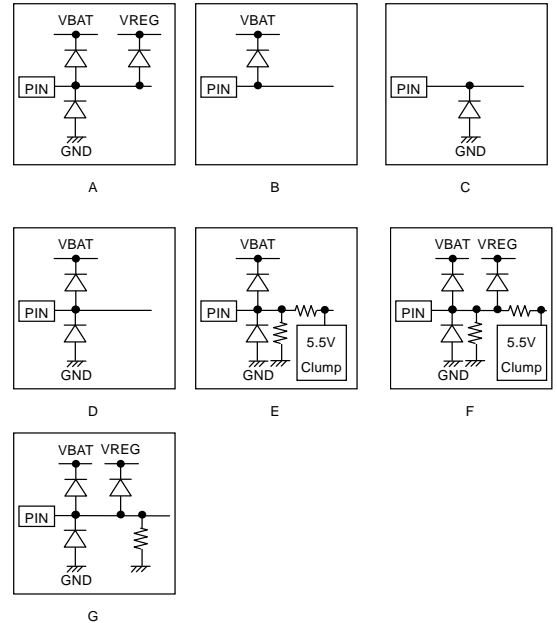 VBAT VREG
PIN
GND
A
VBAT
PIN
B
PIN
GND
C
VBAT
PIN
GND
D
VBAT
PIN
GND
5.5V
Clump
E
VBAT VREG
PIN
GND
5.5V
Clump
F
VBAT VREG
PIN
GND
G